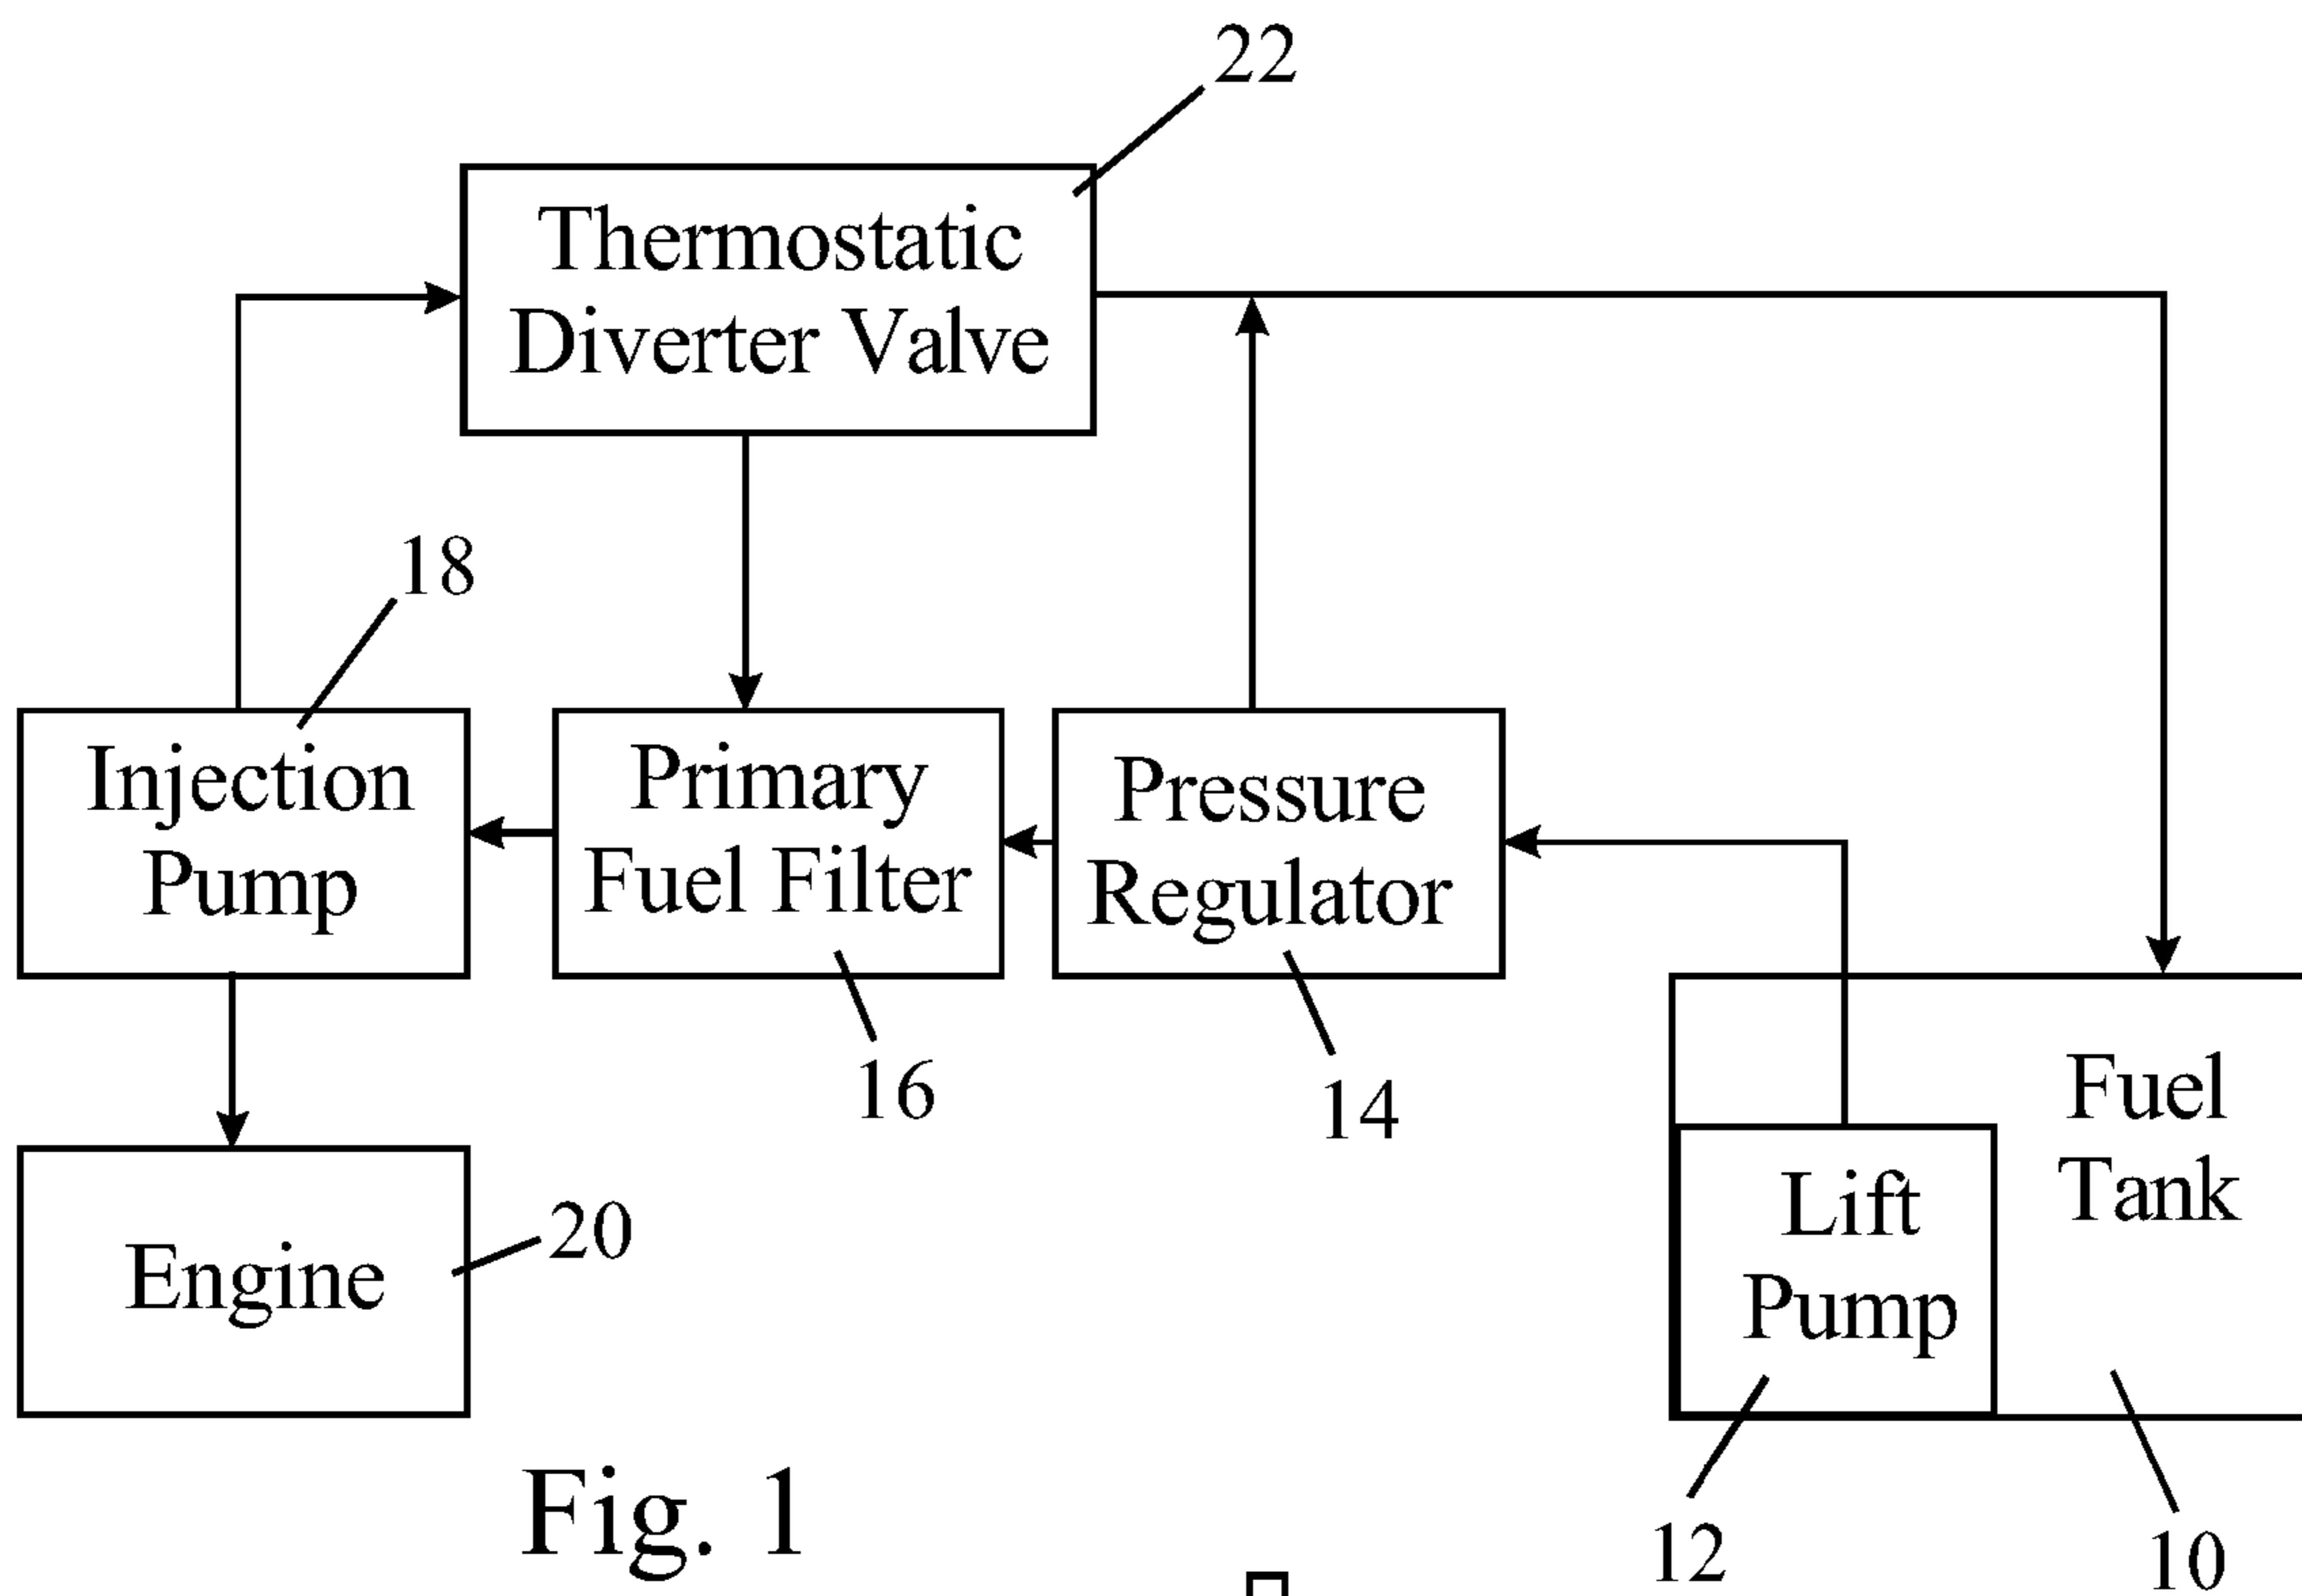 22
Thermostatic
Diverter Valve
18
Injection
Pump
Primary
Fuel Filter
Pressure
Regulator
16
14
Fuel
Tank
Lift
Pump
20
Engine
Fig. 1
12
10